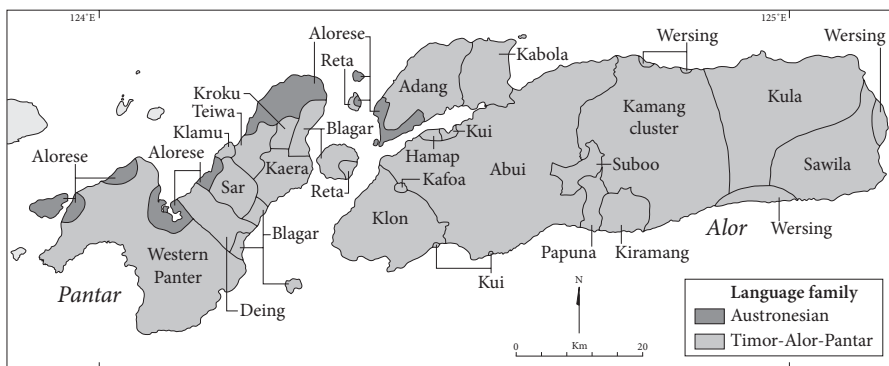 124°E
125°E
Alorese
Reta
Kabola
Wersing
Wersing
Adang
Kroku
Teiwa
Klamu
Blagar
Kamang
cluster
Kula
Alorese
Alorese
Kui
Hamap
Abui
Kaera
Sar
Reta
Kafoa
Suboo
Sawila
Klon
Blagar
Western
Panter
Papuna
Kiramang
Alor
Wersing
Pantar
Deing
Kui
N
0
Km
20
Language family
Austronesian
Timor-Alor-Pantar